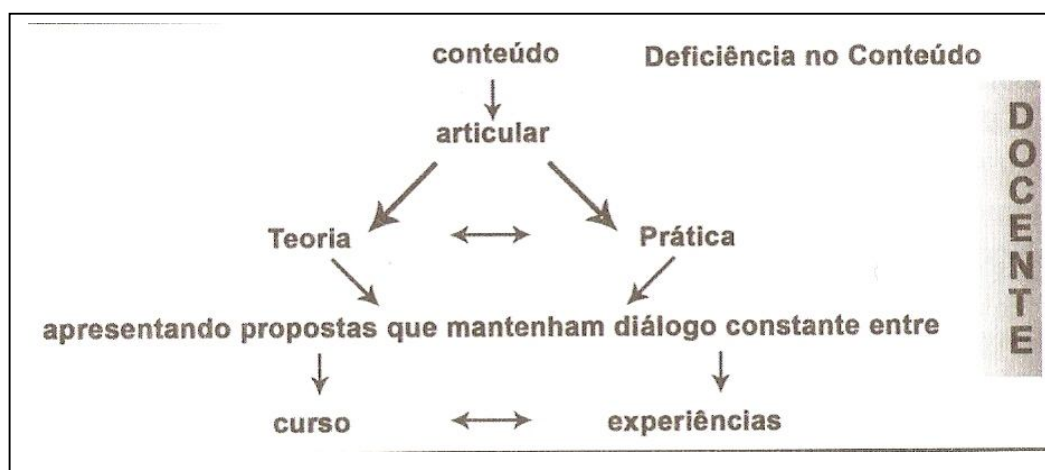 conteúdo Deficiência no Conteúdo
articular
Teoria Prática
apresentando propostas que mantenham diálogo constante entre
curso experiências
DOCENTE